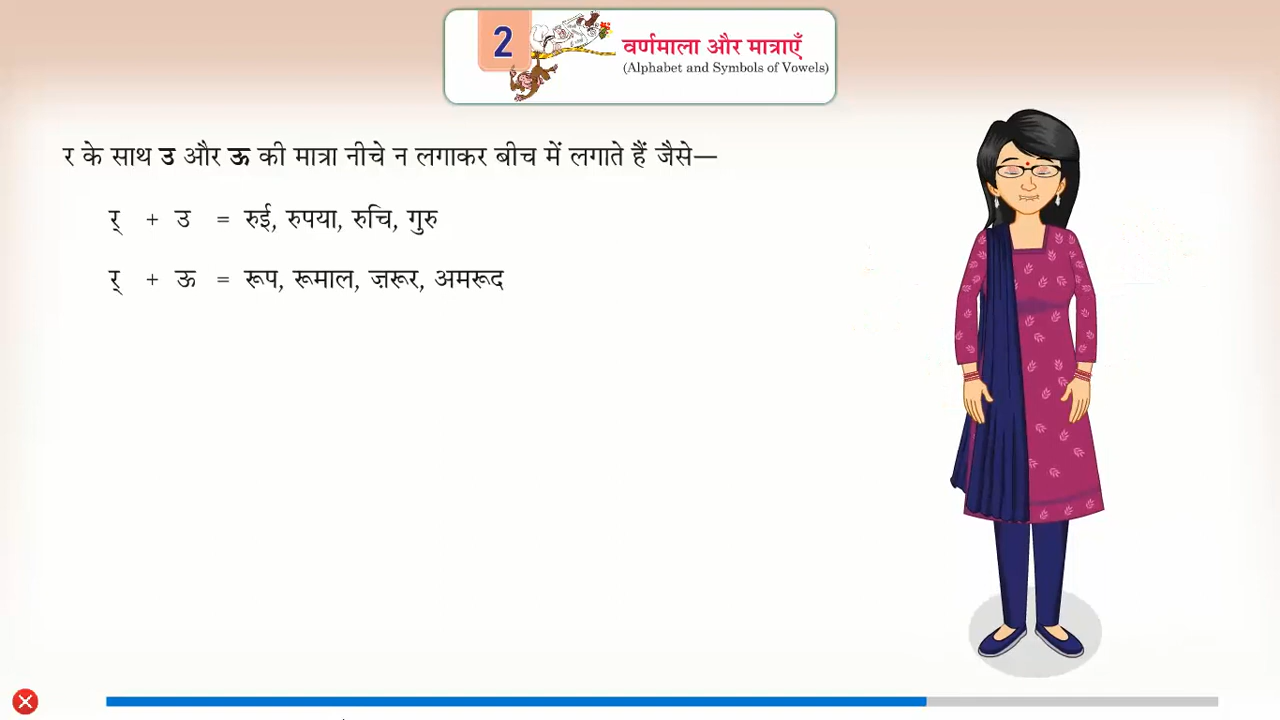 2
वर्णमाला और मात्राएँ
(Alphabet and Symbols of Vowels)
र के साथ उ और ऊ की मात्रा नीचे न लगाकर बीच में लगाते हैं जैसे—
र् + उ = रुई, रुपया, रुचि, गुरु
र् + ऊ = रूप, रूमाल, ज़रूर, अमरूद